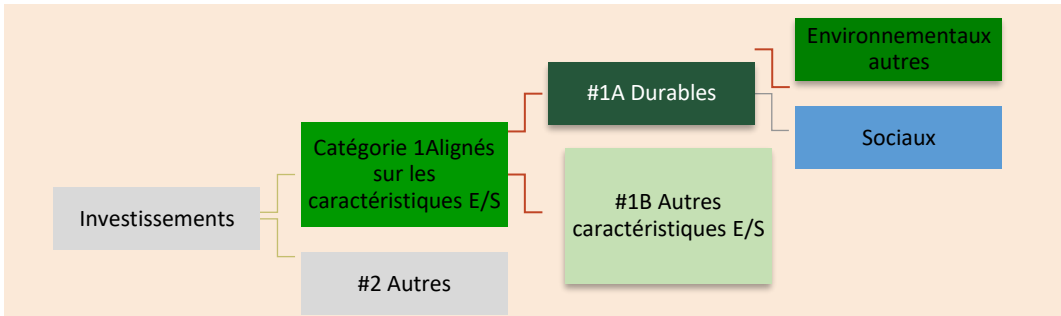 Investissements
Catégorie 1Alignés
sur les
caractéristiques E/S
#2 Autres
#1A Durables
#1B Autres
caractéristiques E/S
Environnementaux
autres
Sociaux